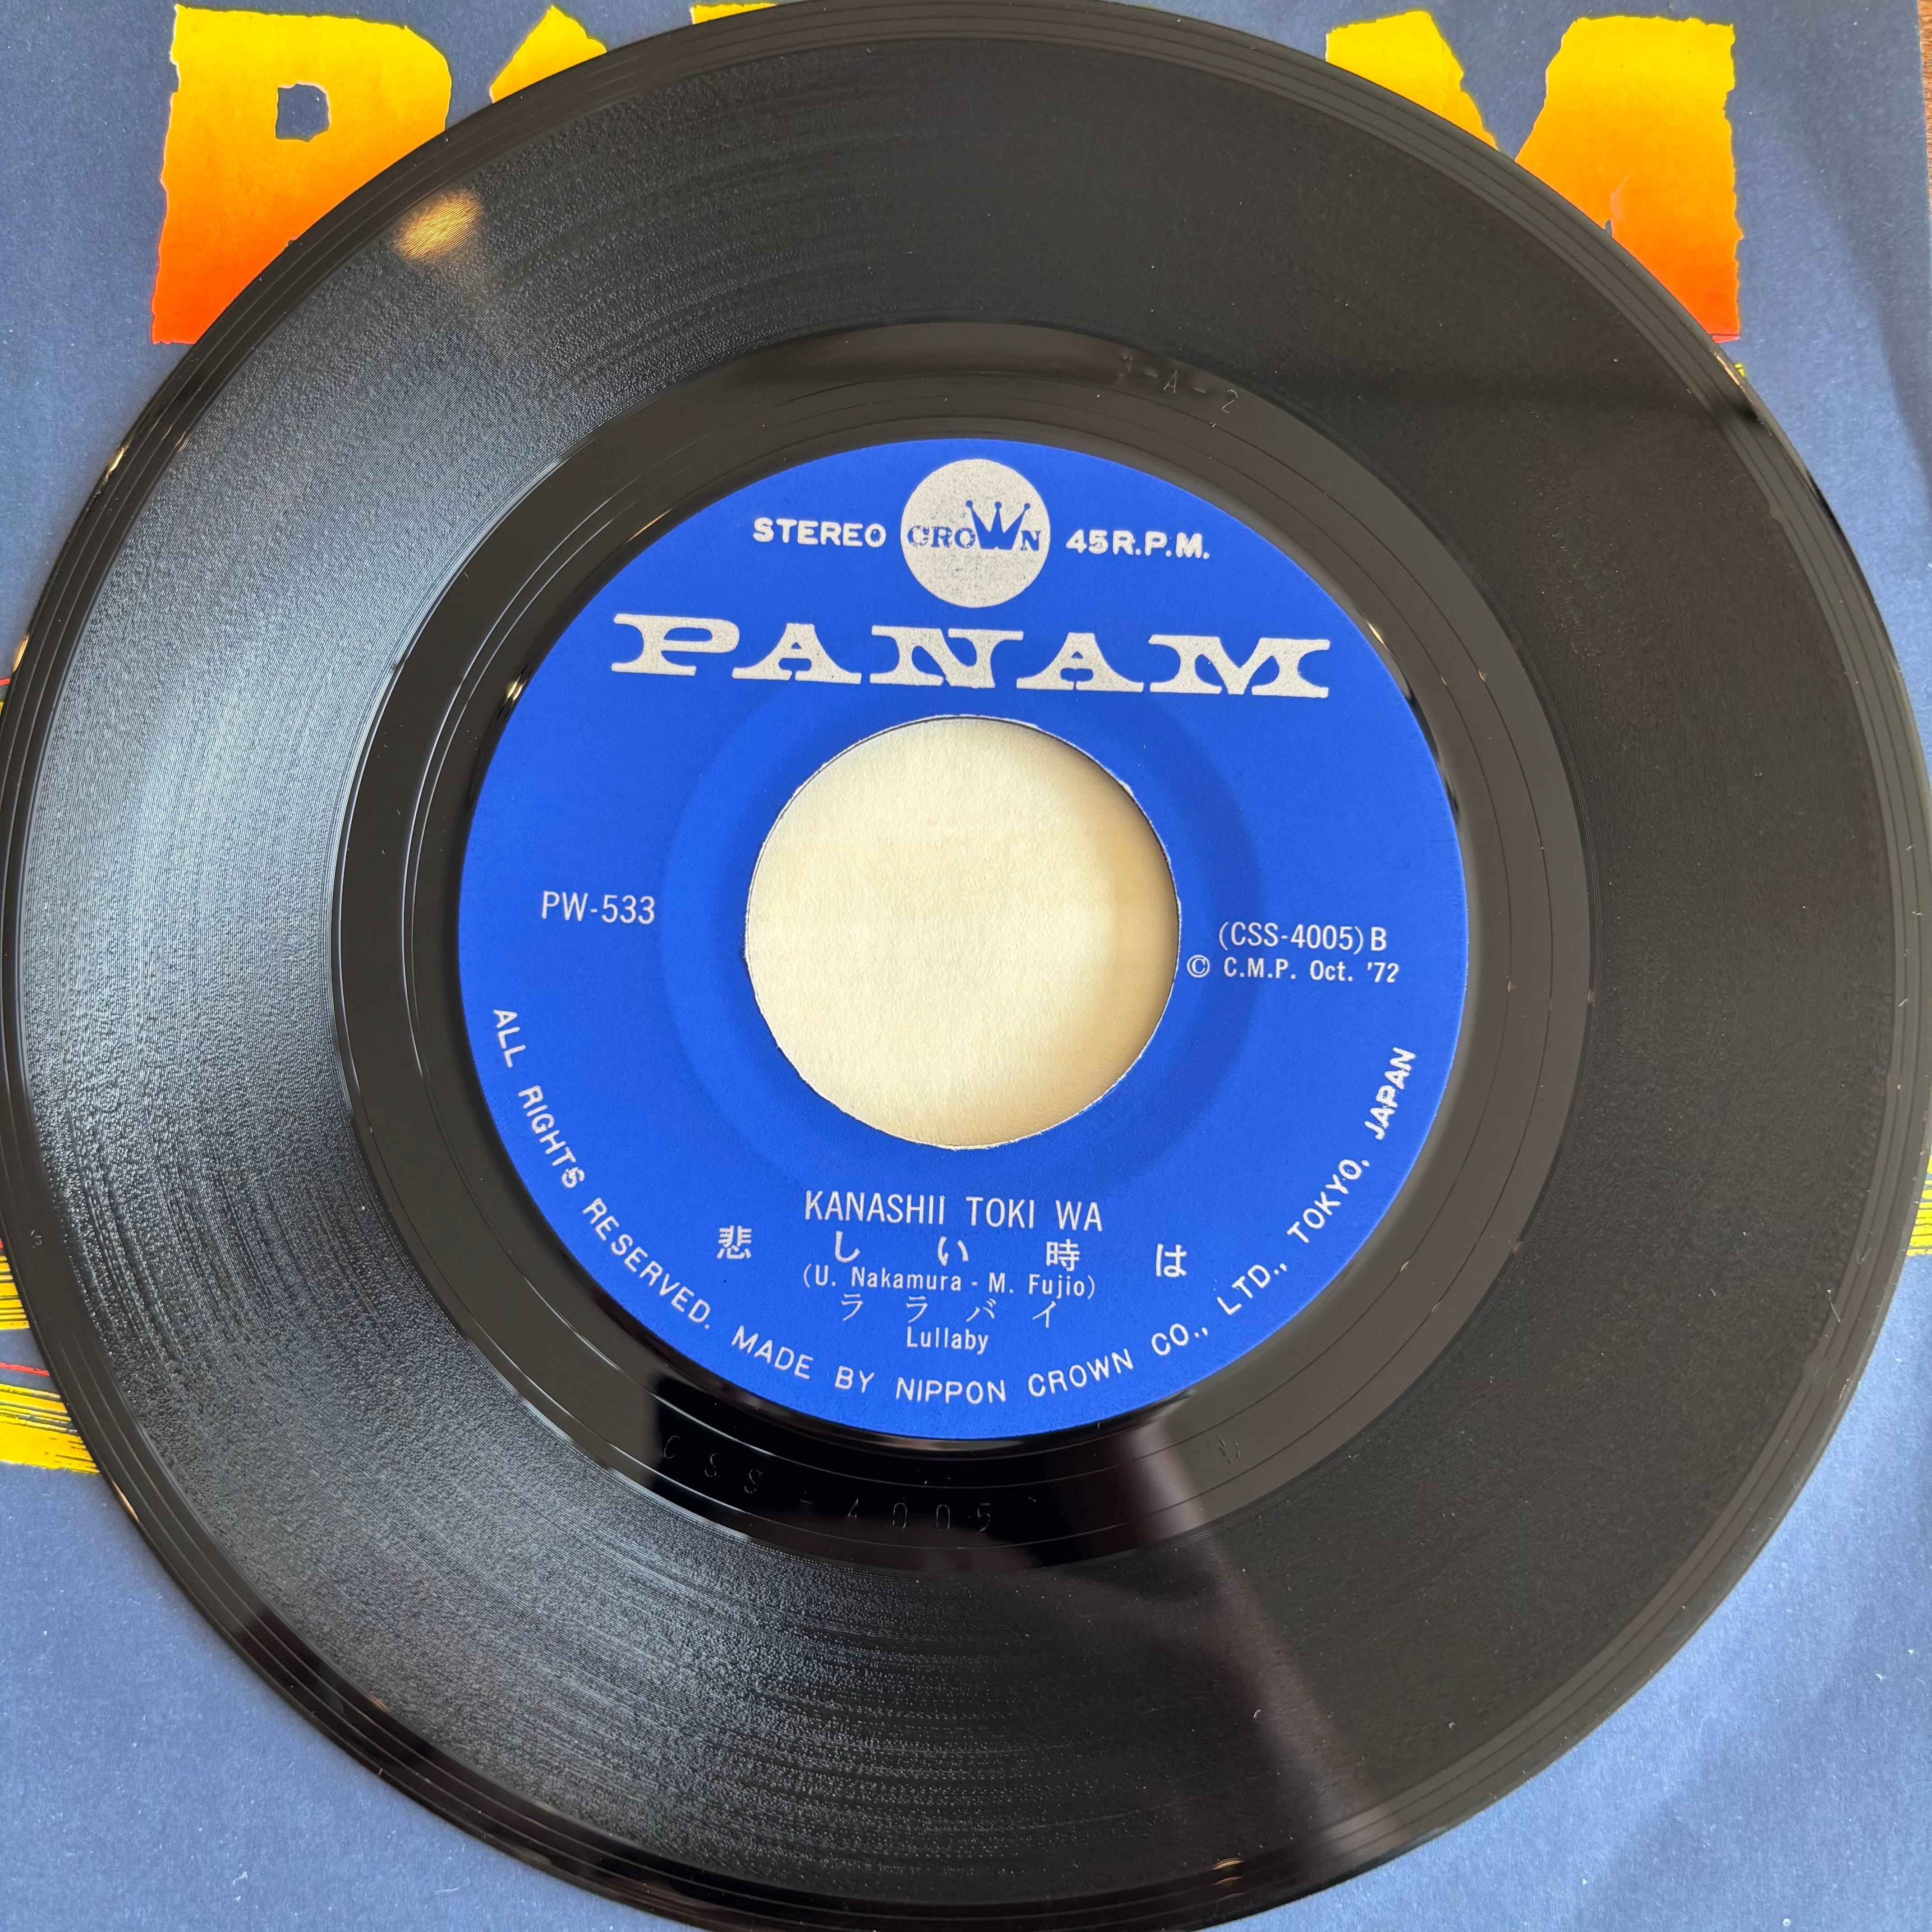 STEREO CROWN 45 R.P.M.
PANAM
PW-533
(CSS-4005) B
© C.M.P. Oct. '72
KANASHII TOKI WA
悲しい時は
(U. Nakamura - M. Fujio)
ララバイ
Lullaby
ALL RIGHTS RESERVED. MADE BY NIPPON CROWN CO., LTD., TOKYO, JAPAN
CSS-4005